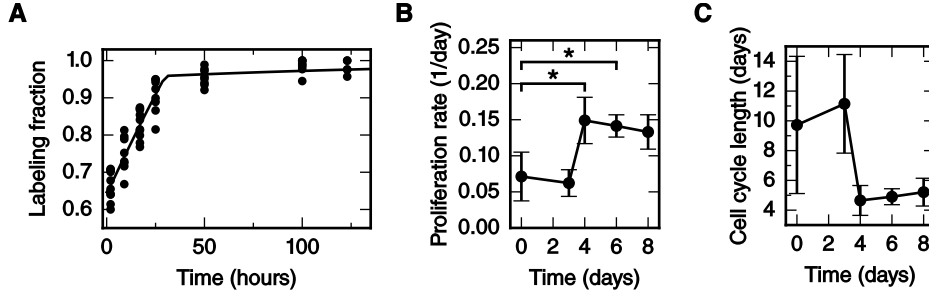 A
Labeling fraction
1.0
0.9
0.8
0.7
0.6
0 50 100
Time (hours)
B
Proliferation rate (1/day)
0.25
0.20
0.15
0.10
0.05
0.00
* 
*
0 2 4 6 8
Time (days)
C
Cell cycle length (days)
14
12
10
8
6
4
0 2 4 6 8
Time (days)